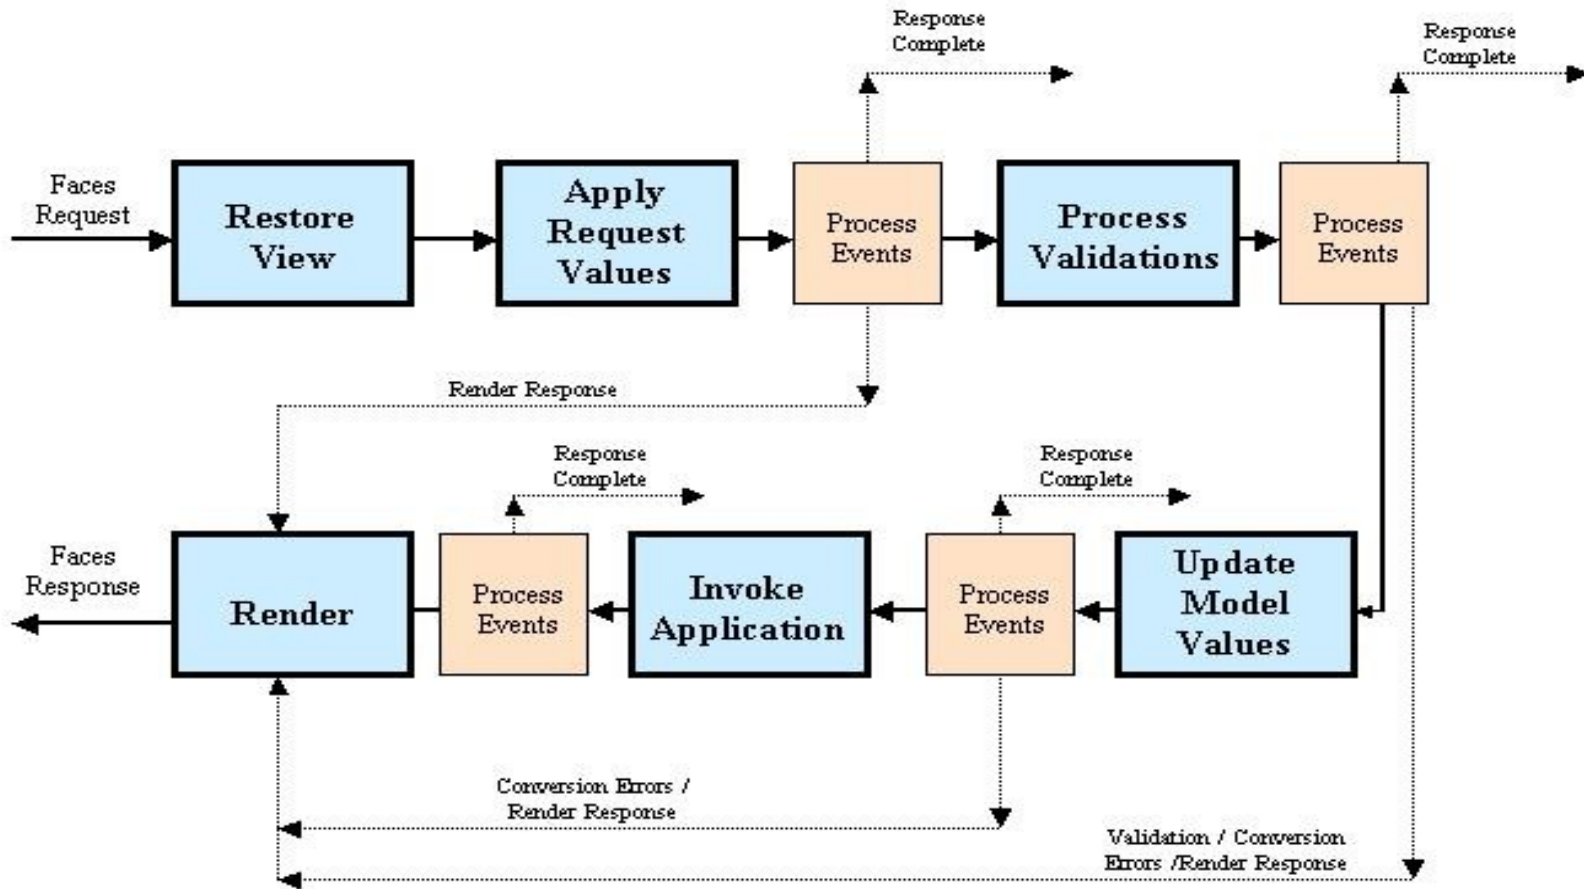 Response
Complete
Response
Complete
Faces
Request
Restore
View
Apply
Request
Values
Process
Events
Process
Validations
Process
Events
Render Response
Response
Complete
Response
Complete
Faces
Response
Render
Process
Events
Invoke
Application
Process
Events
Update
Model
Values
Conversion Errors /
Render Response
Validation / Conversion
Errors /Render Response